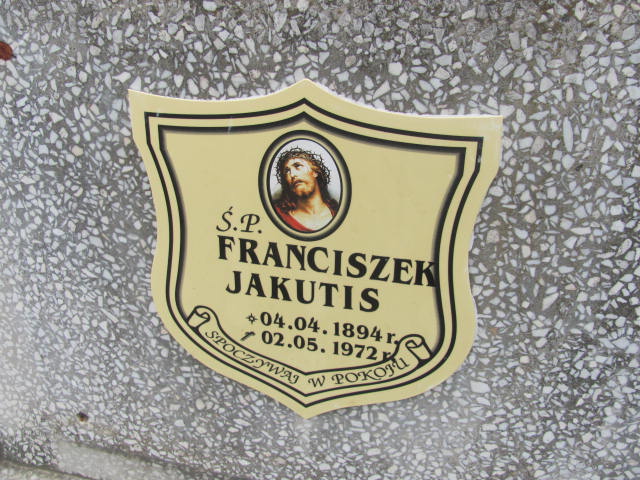 Ś.P.
FRANCISZEK
JAKUTIS
04.04.1894 r.
02.05.1972 r.
SPOCZYWAJ W POKOJU